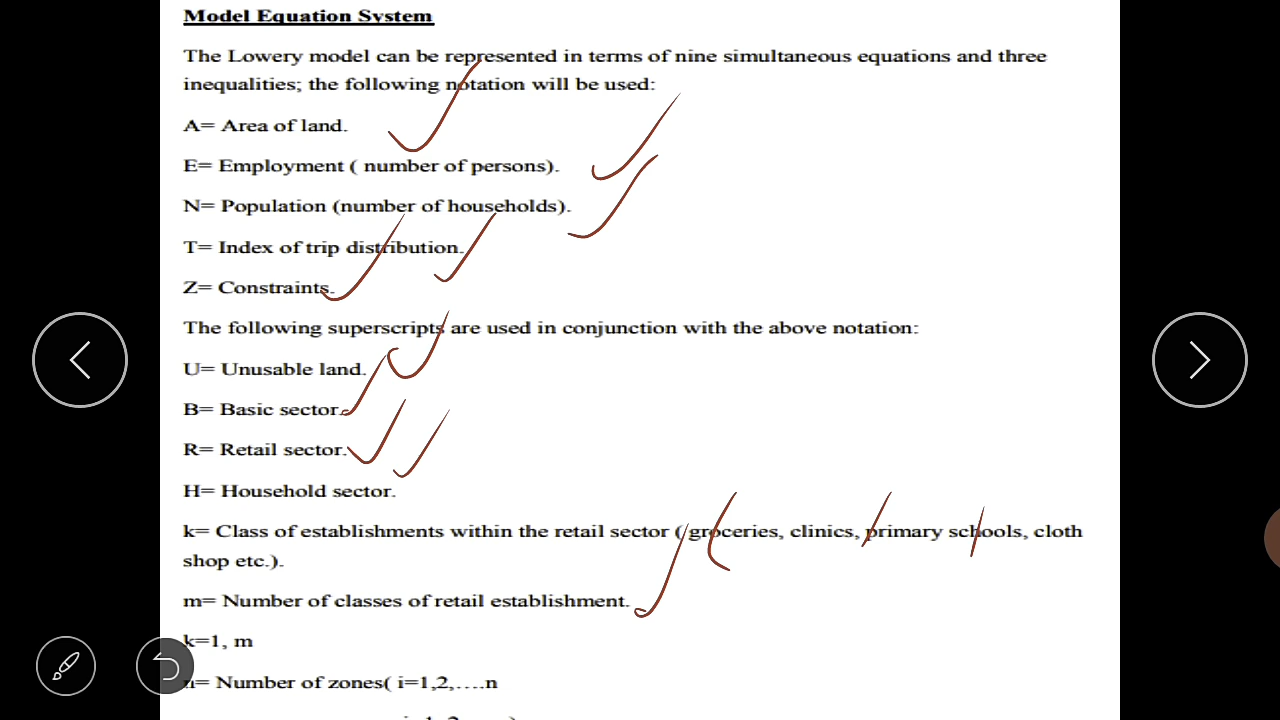 Model Equation System
The Lowery model can be represented in terms of nine simultaneous equations and three
inequalities; the following notation will be used:
A= Area of land.
E= Employment ( number of persons).
N= Population (number of households).
T= Index of trip distribution.
Z= Constraints.
The following superscripts are used in conjunction with the above notation:
U= Unusable land.
B= Basic sector.
R= Retail sector.
H= Household sector.
k= Class of establishments within the retail sector ( groceries, clinics, primary schools, cloth
shop etc.).
m= Number of classes of retail establishment.
k=1, m
n= Number of zones( i=1,2,....n